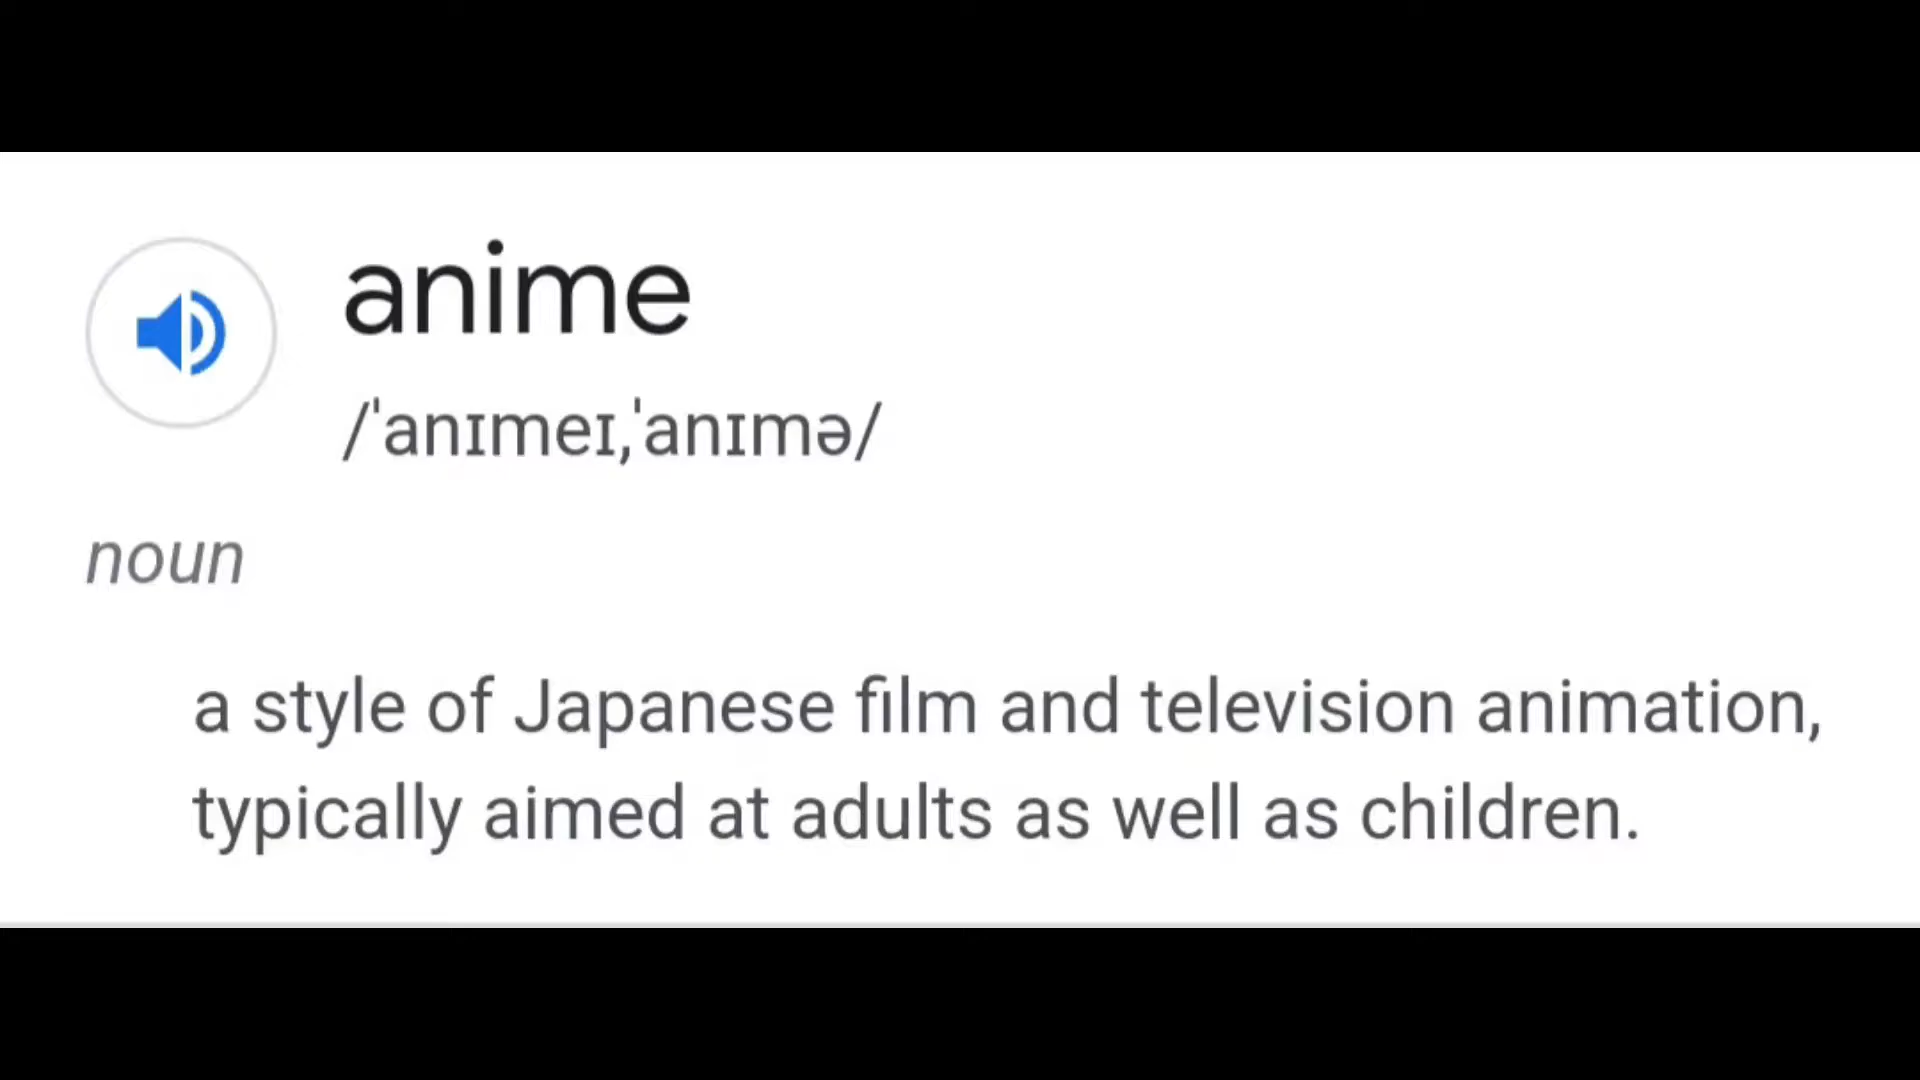 anime
/ˈanɪmeɪ,ˈanɪmə/
noun
a style of Japanese film and television animation,
typically aimed at adults as well as children.